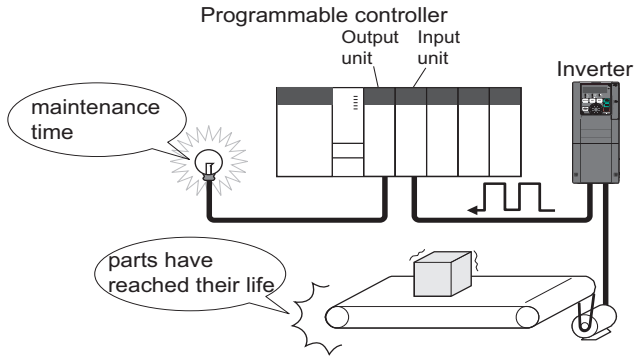 Programmable controller
Output
unit
Input
unit
Inverter
maintenance
time
parts have
reached their life